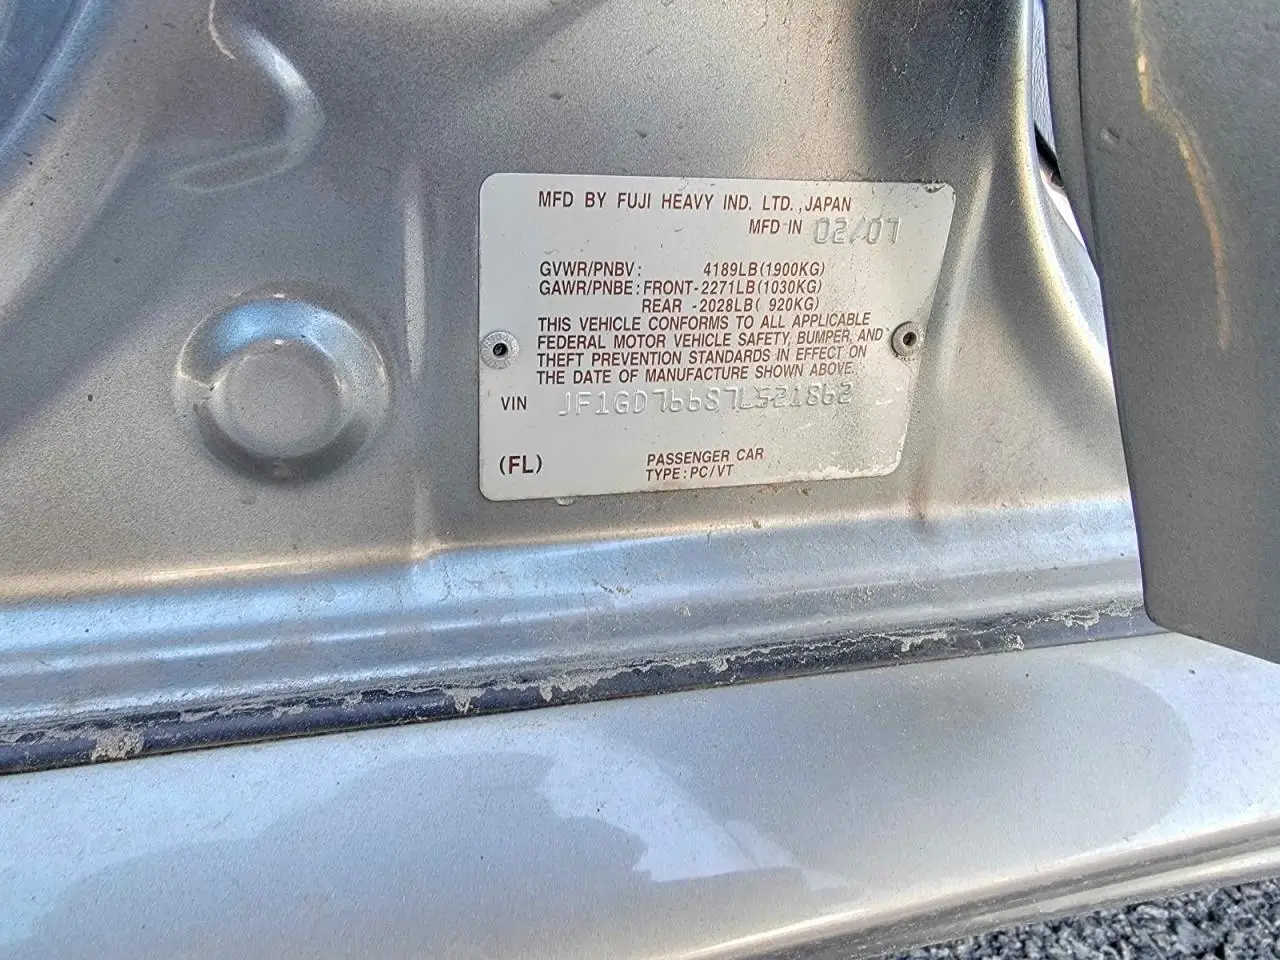 MFD BY FUJI HEAVY IND. LTD., JAPAN
MFD IN 02/07
GVWR/PNBV: 4189LB(1900KG)
GAWR/PNBE: FRONT-2271LB(1030KG)
REAR -2028LB( 920KG)
THIS VEHICLE CONFORMS TO ALL APPLICABLE
FEDERAL MOTOR VEHICLE SAFETY, BUMPER, AND
THEFT PREVENTION STANDARDS IN EFFECT ON
THE DATE OF MANUFACTURE SHOWN ABOVE.
VIN JF1GD76687L521862
(FL) PASSENGER CAR
TYPE: PC/VT